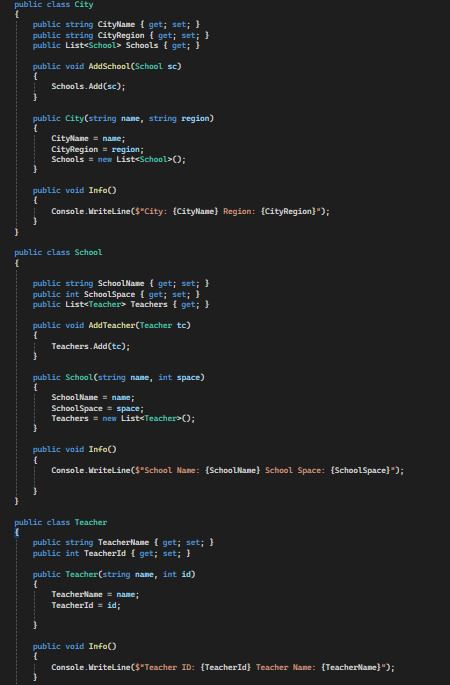 public class City
{
public string CityName { get; set; }
public string CityRegion { get; set; }
public List<School> Schools { get; }
public void AddSchool(School sc)
{
Schools.Add(sc);
}
public City(string name, string region)
{
CityName = name;
CityRegion = region;
Schools = new List<School>();
}
public void Info()
{
Console.WriteLine($"City: {CityName} Region: {CityRegion}");
}
}
public class School
{
public string SchoolName { get; set; }
public int SchoolSpace { get; set; }
public List<Teacher> Teachers { get; }
public void AddTeacher(Teacher tc)
{
Teachers.Add(tc);
}
public School(string name, int space)
{
SchoolName = name;
SchoolSpace = space;
Teachers = new List<Teacher>();
}
public void Info()
{
Console.WriteLine($"School Name: {SchoolName} School Space: {SchoolSpace}");
}
}
public class Teacher
{
public string TeacherName { get; set; }
public int TeacherId { get; set; }
public Teacher(string name, int id)
{
TeacherName = name;
TeacherId = id;
}
public void Info()
{
Console.WriteLine($"Teacher ID: {TeacherId} Teacher Name: {TeacherName}");
}